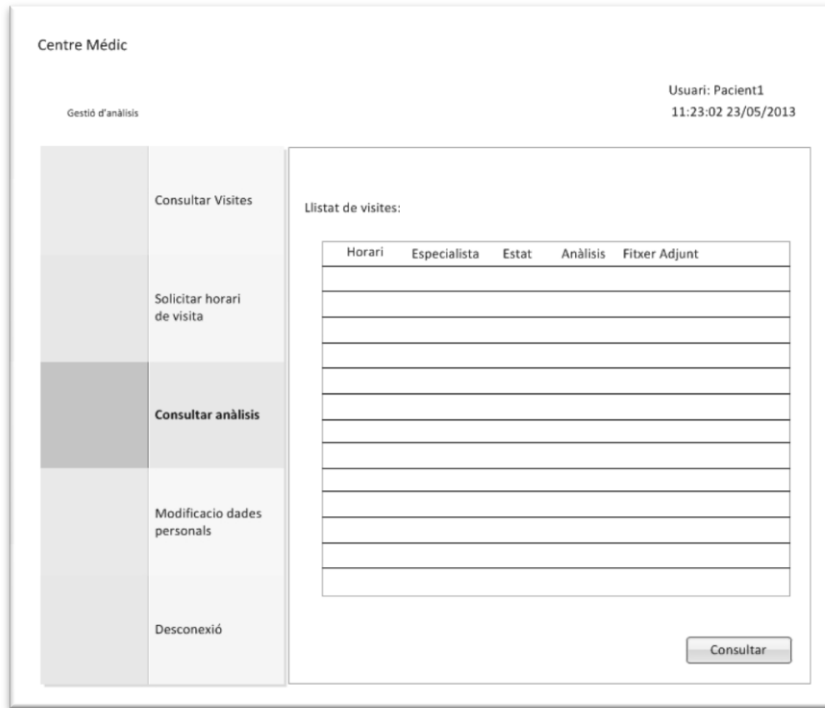 Centre Médic
Usuari: Pacient1
Gestió d'anàlisis
11:23:02 23/05/2013
Consultar Visites
Solicitar horari
de visita
Consultar anàlisis
Modificacio dades
personals
Desconexió
Llistat de visites:
Horari Especialista Estat Anàlisis Fitxer Adjunt
Consultar